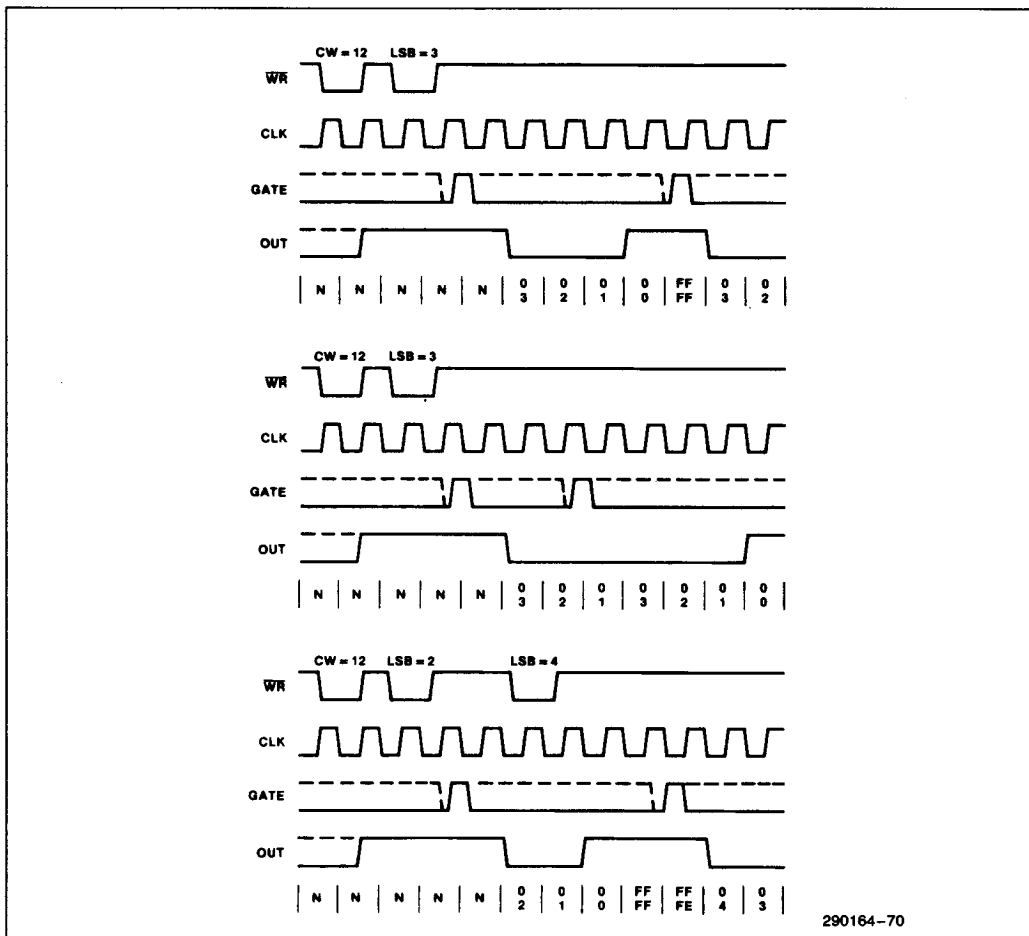 CW = 12 LSB = 3
WR
CLK
GATE
OUT
| N | N | N | N | N | 0 3 | 0 2 | 0 1 | 0 0 | FF FF | 0 3 | 0 2 |
CW = 12 LSB = 3
WR
CLK
GATE
OUT
| N | N | N | N | N | 0 3 | 0 2 | 0 1 | 0 3 | 0 2 | 0 1 | 0 0 |
CW = 12 LSB = 2 LSB = 4
WR
CLK
GATE
OUT
| N | N | N | N | N | 0 2 | 0 1 | 0 0 | FF FF | FF FE | 0 4 | 0 3 |
290164–70